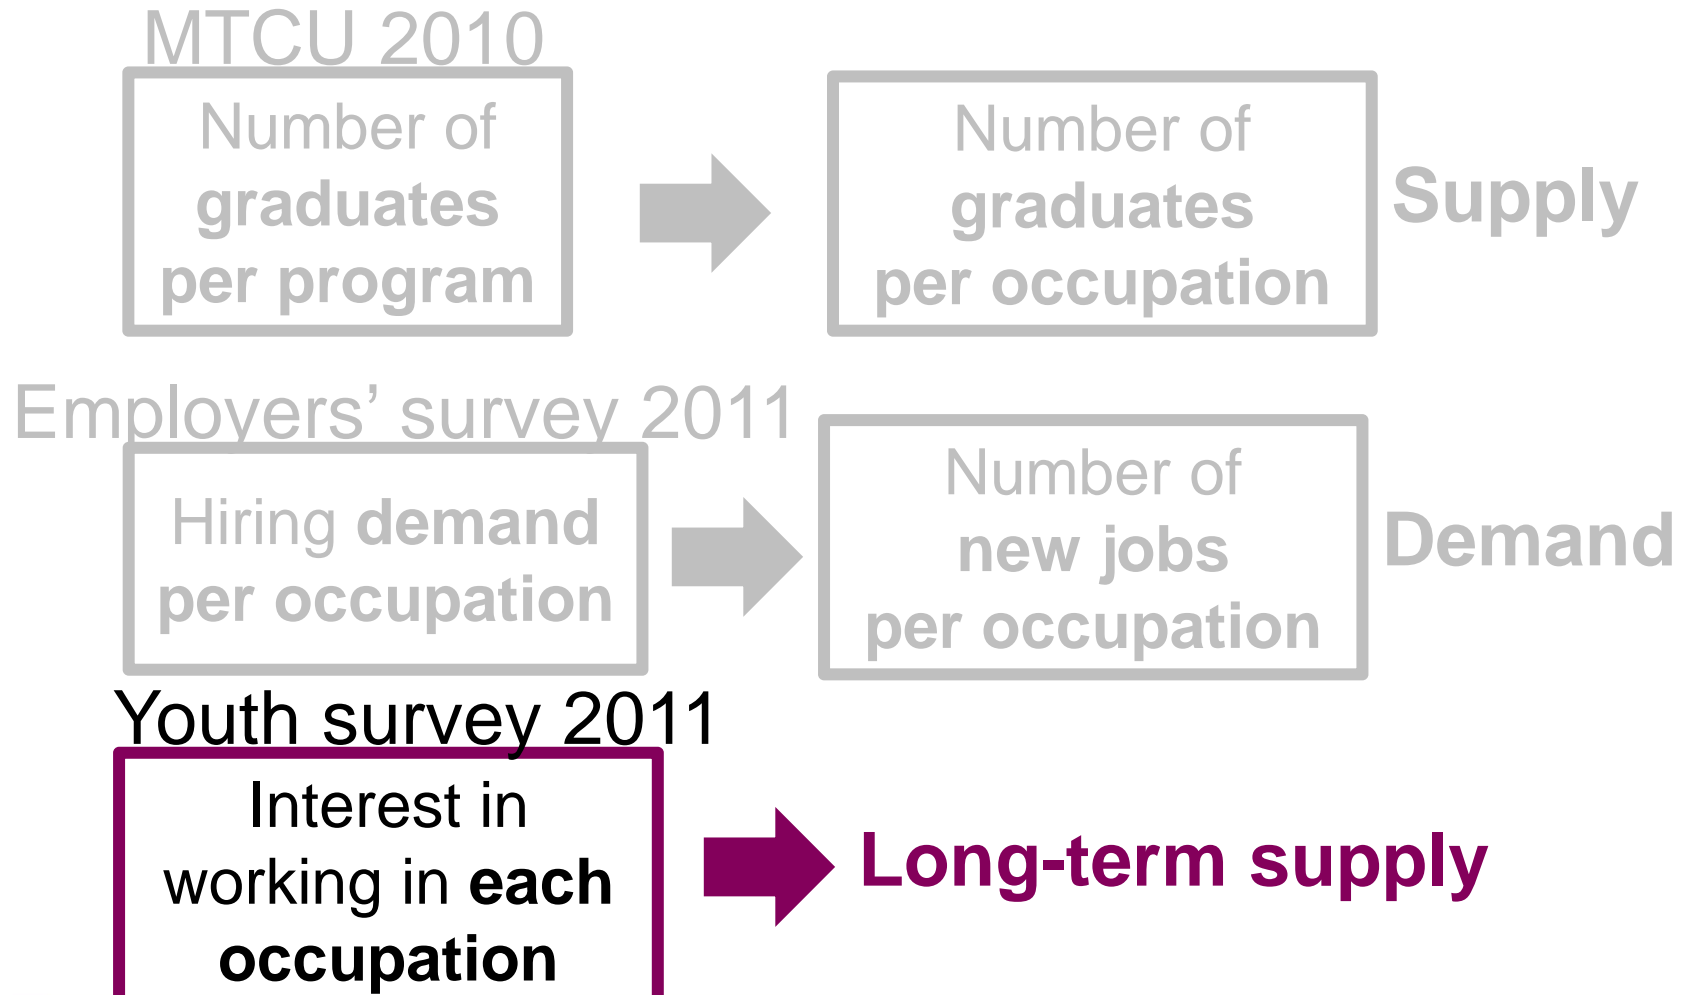 MTCU 2010
Number of
graduates
per program
Number of
graduates
per occupation
Supply
Employers’ survey 2011
Hiring demand
per occupation
Number of
new jobs
per occupation
Demand
Youth survey 2011
Interest in
working in each
occupation
Long-term supply